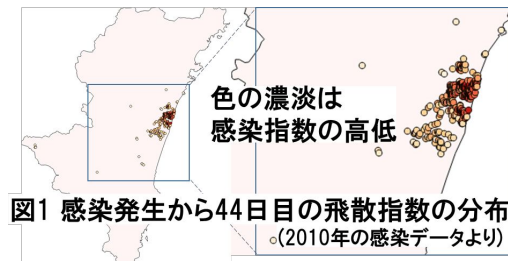 色の濃淡は
感染指数の高低
図1 感染発生から44日目の飛散指数の分布
(2010年の感染データより)